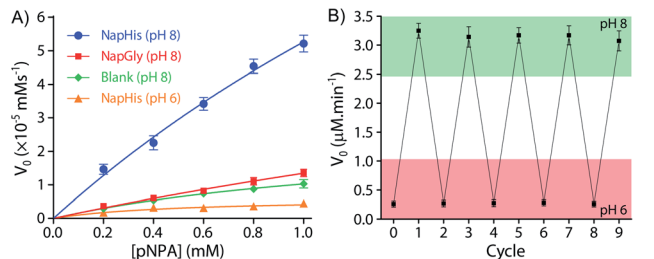 A)
V₀ (×10⁻⁵ mMs⁻¹)
6
5
4
3
2
1
0
NapHis (pH 8)
NapGly (pH 8)
Blank (pH 8)
NapHis (pH 6)
0.0 0.2 0.4 0.6 0.8 1.0
[pNPA] (mM)
B)
V₀ (µM.min⁻¹)
3.5
3.0
2.5
2.0
1.5
1.0
0.5
0.0
pH 8
pH 6
0 1 2 3 4 5 6 7 8 9
Cycle